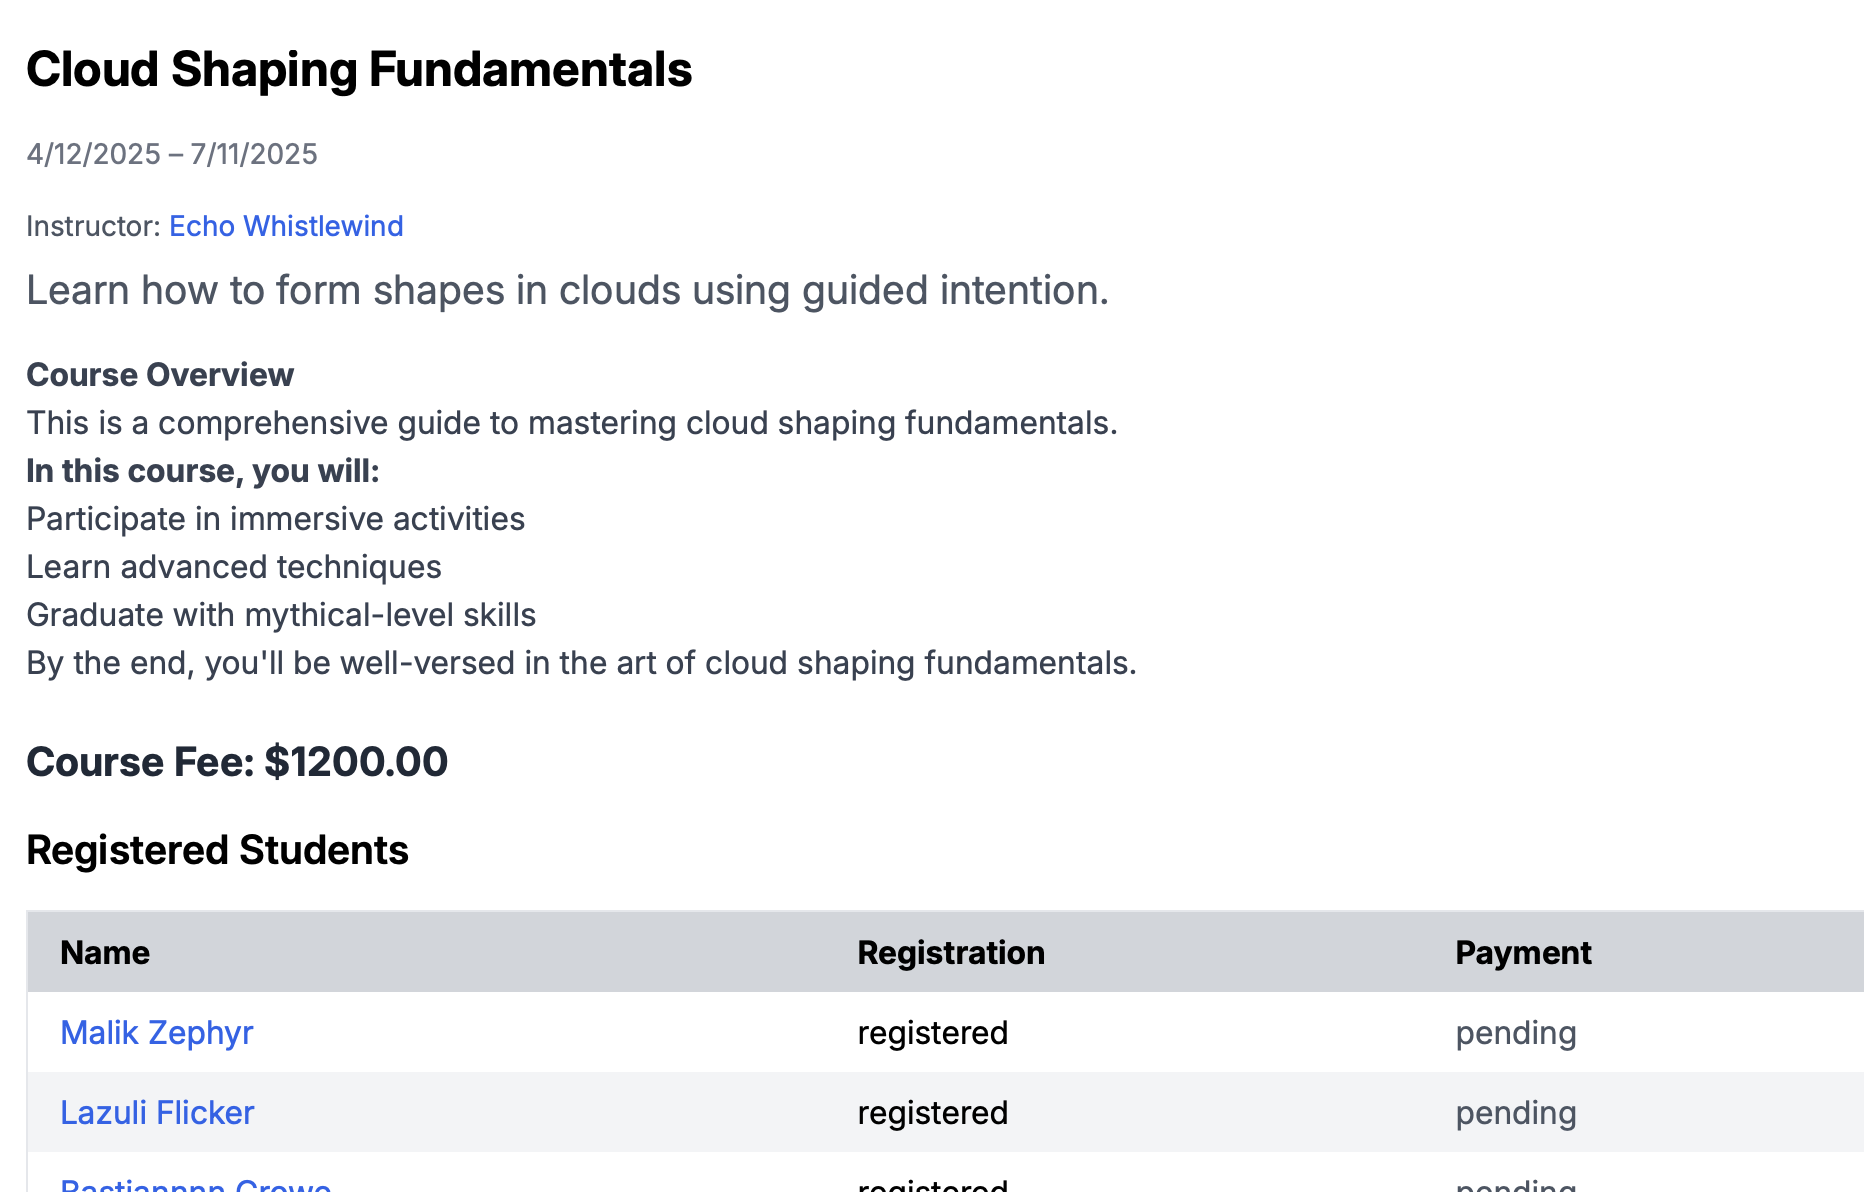 Cloud Shaping Fundamentals
4/12/2025 – 7/11/2025
Instructor: Echo Whistlewind
Learn how to form shapes in clouds using guided intention.
Course Overview
This is a comprehensive guide to mastering cloud shaping fundamentals.
In this course, you will:
Participate in immersive activities
Learn advanced techniques
Graduate with mythical-level skills
By the end, you'll be well-versed in the art of cloud shaping fundamentals.
Course Fee: $1200.00
Registered Students
Name Registration Payment
Malik Zephyr registered pending
Lazuli Flicker registered pending
Bastiannnn Crowe registered pending